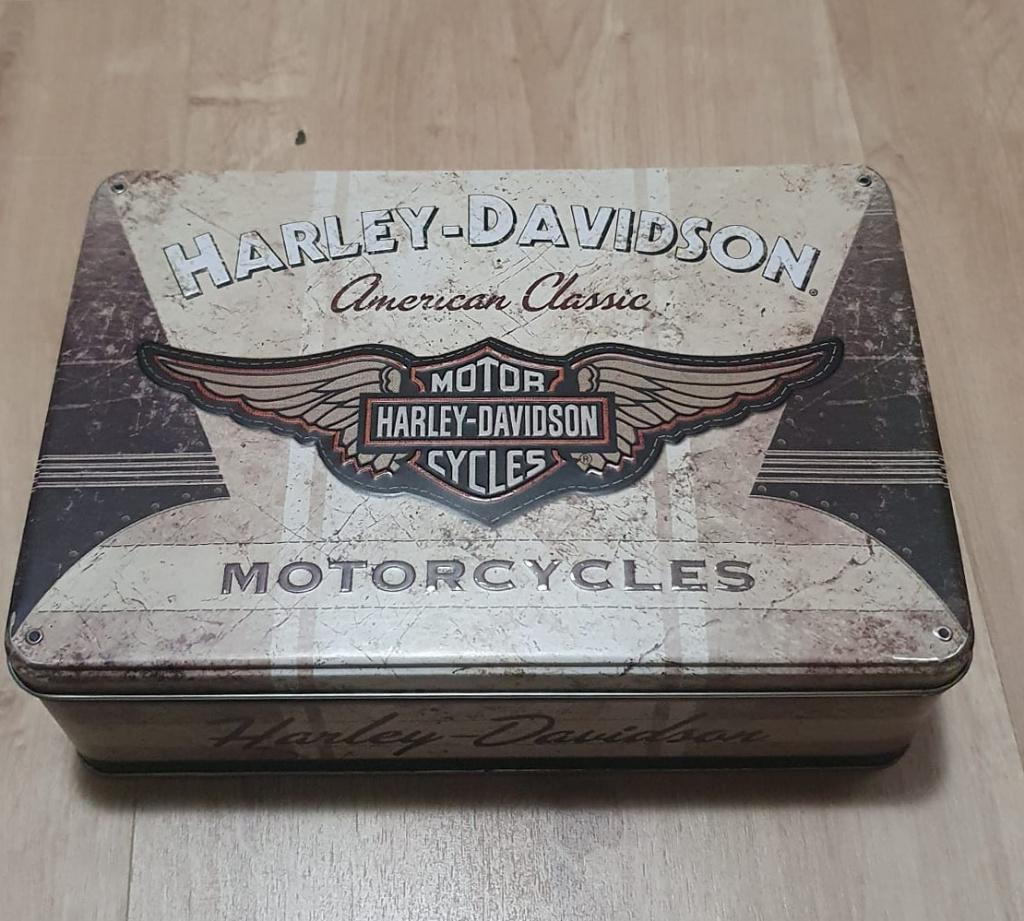 HARLEY-DAVIDSON®
American Classic
MOTOR
HARLEY-DAVIDSON
CYCLES ®
MOTORCYCLES
Harley-Davidson